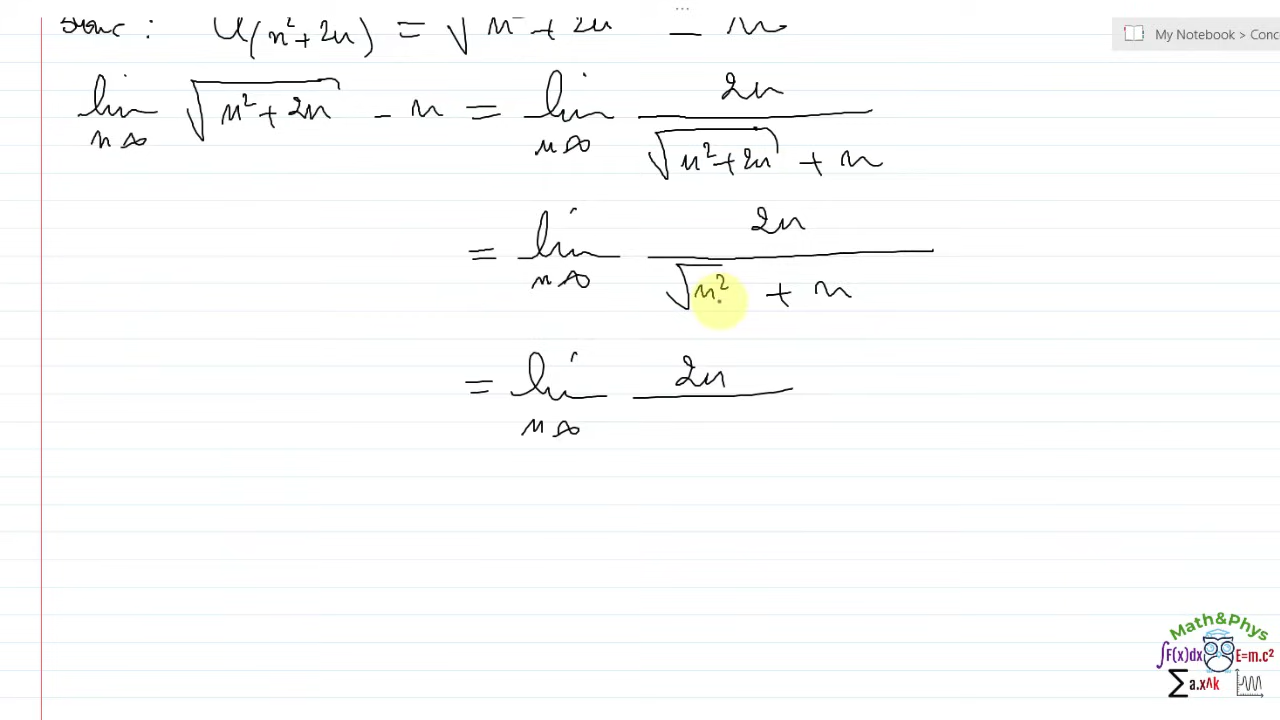 donc : U(n²+2n) = √n²+2n - n
lim n∞ √(n²+2n) - n = lim n∞ 2n / (√(n²+2n) + n)
= lim n∞ 2n / (√n² + n)
= lim n∞ 2n
My Notebook > Conc
Math&Phys
∫F(x)dx E=m.c²
∑ a.x^k